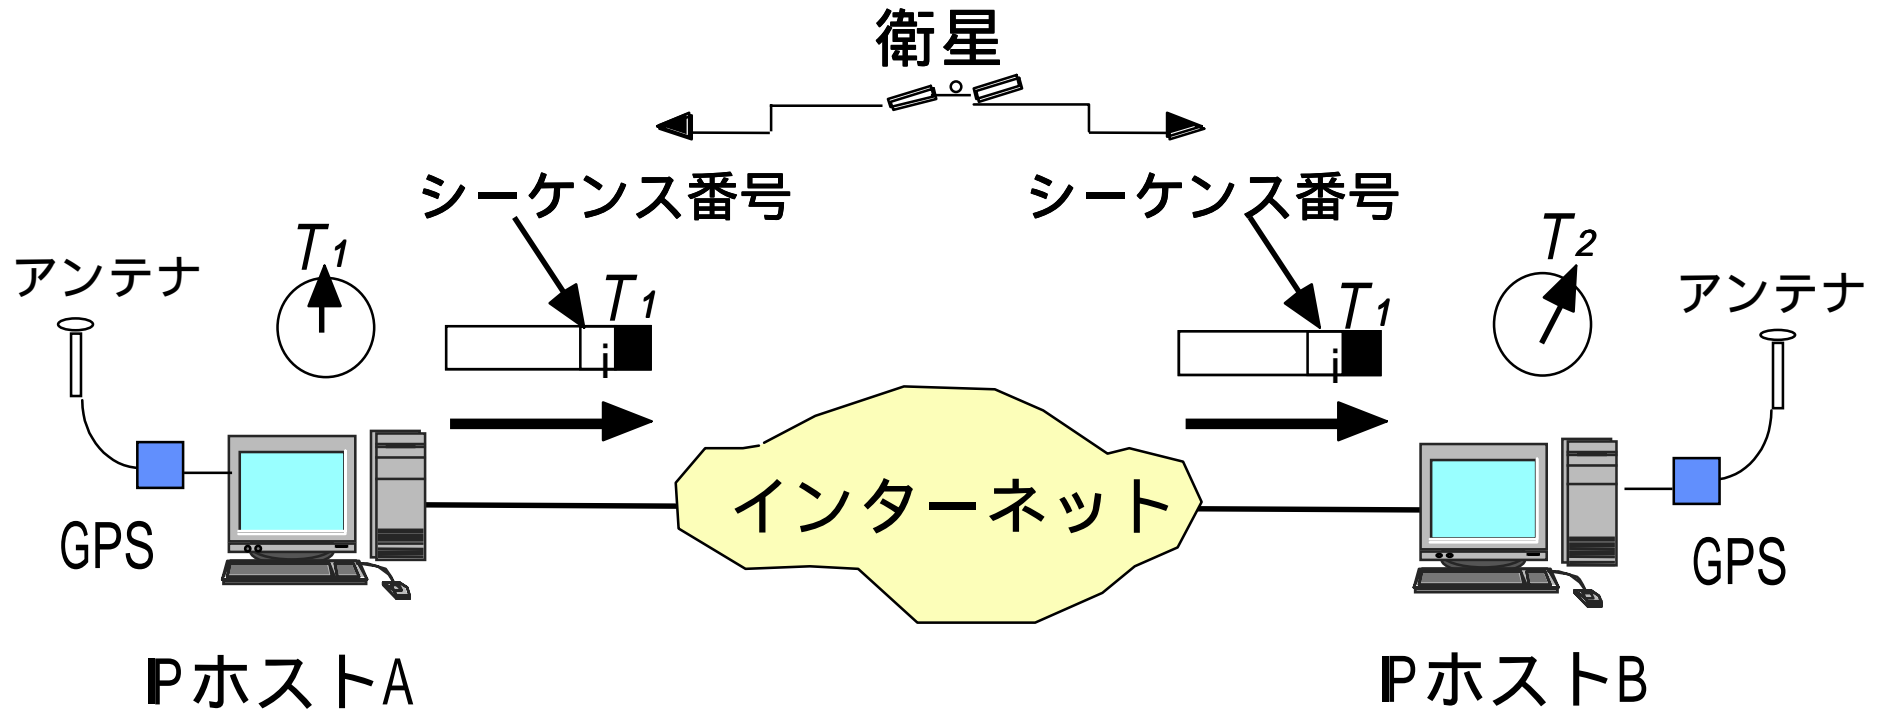 衛星
シーケンス番号
シーケンス番号
T1
T1
T1
T2
アンテナ
アンテナ
i
i
インターネット
GPS
GPS
IPホストA
IPホストB